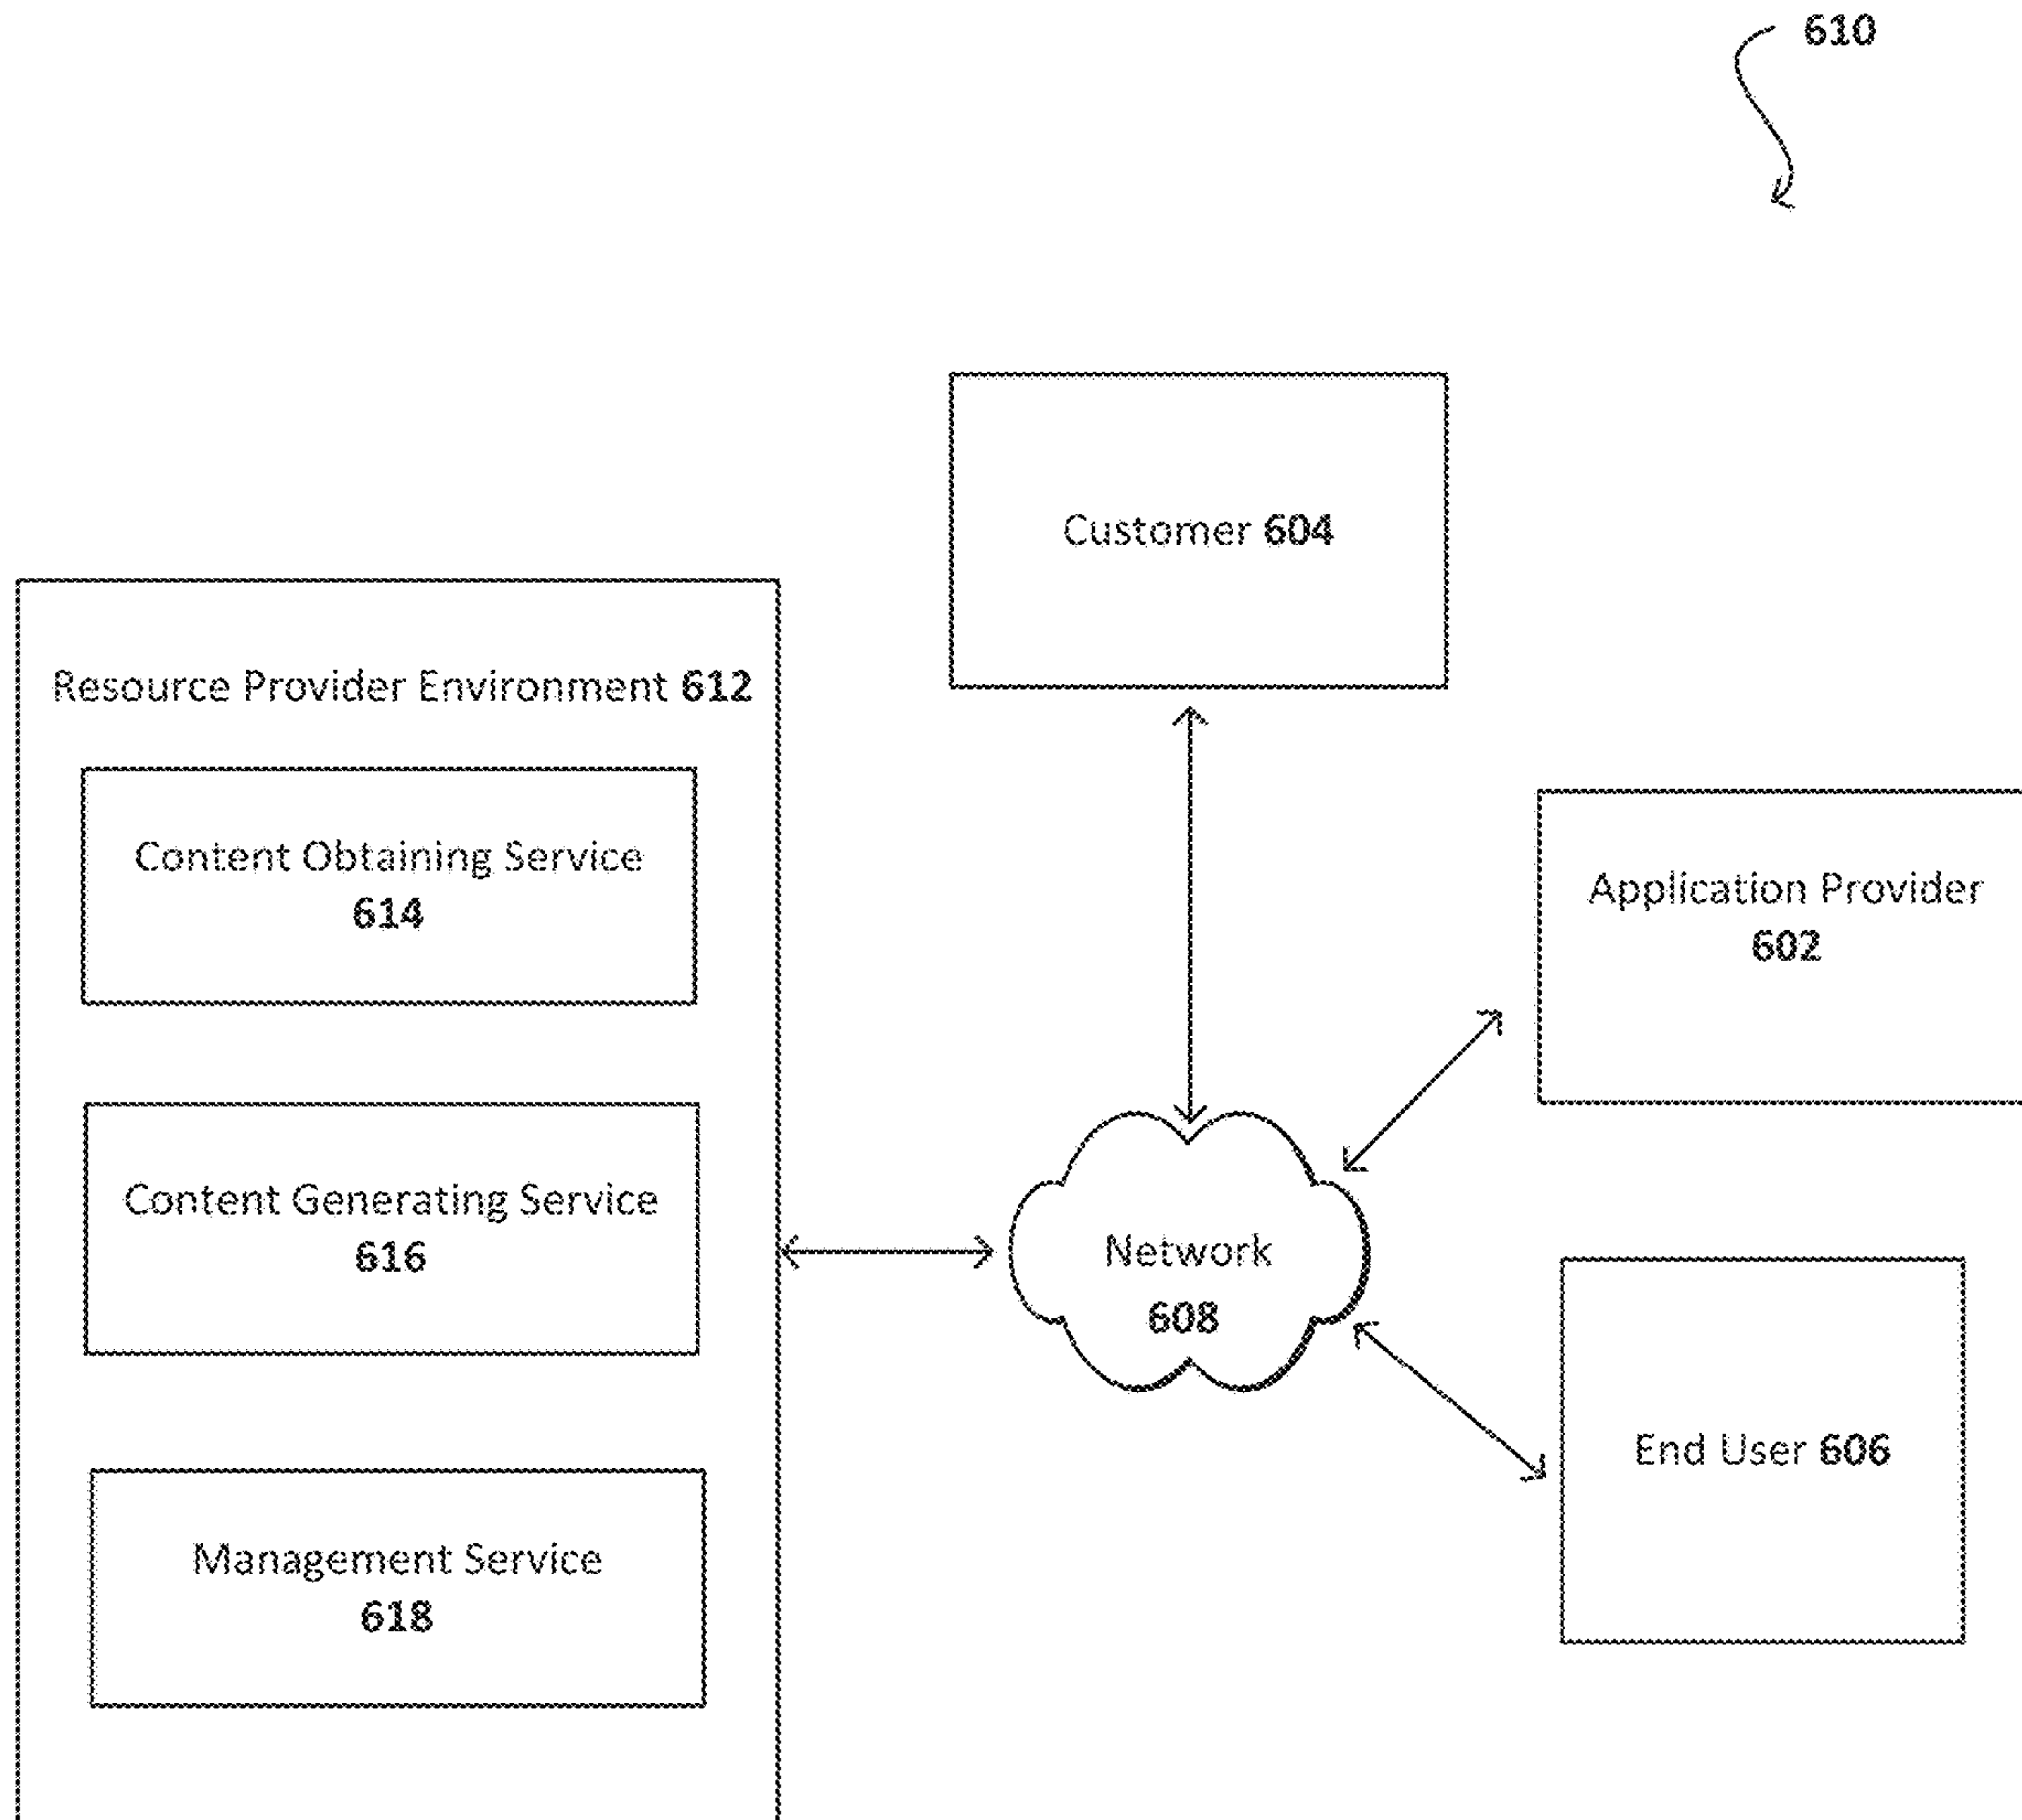 610
Customer 604
Resource Provider Environment 612
Content Obtaining Service
614
Application Provider
602
Content Generating Service
616
Network
608
End User 606
Management Service
618